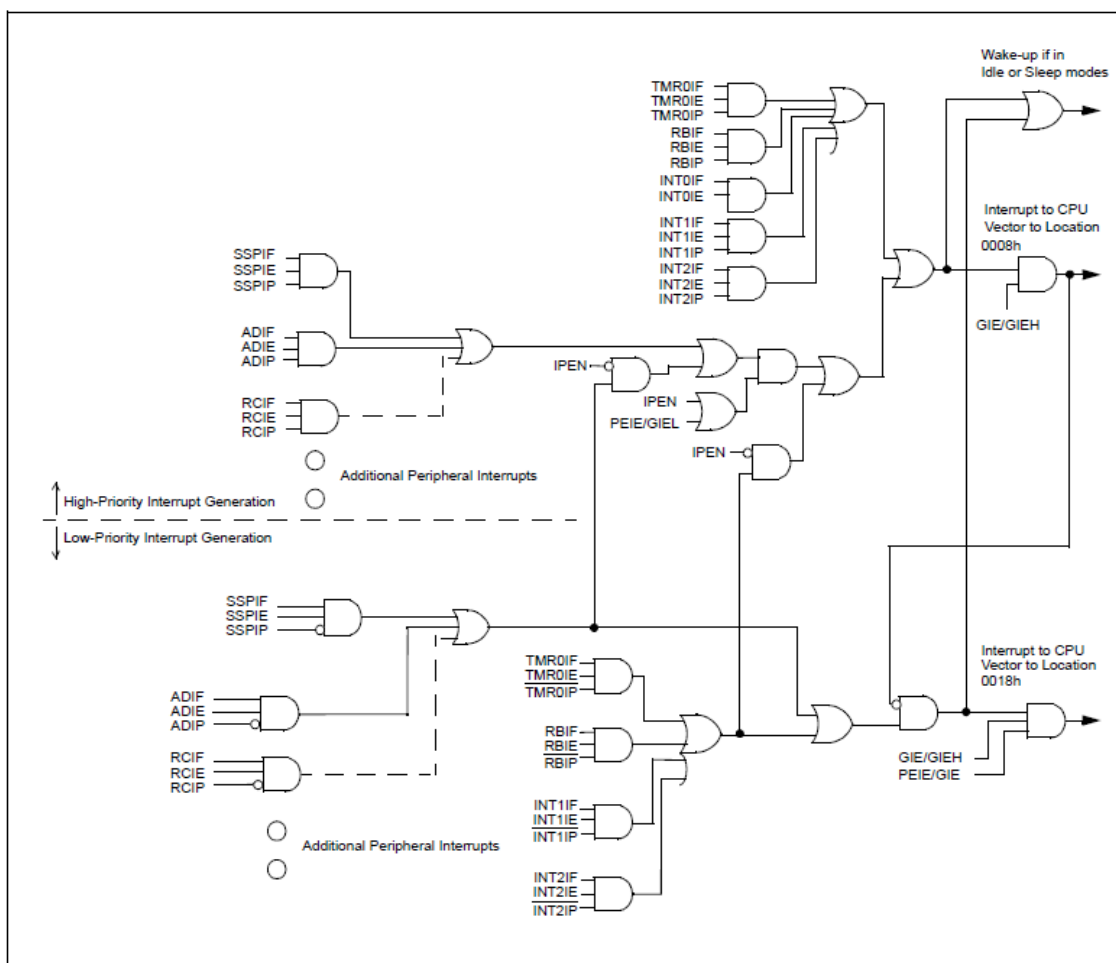 Wake-up if in
Idle or Sleep modes
TMR0IF
TMR0IE
TMR0IP
RBIF
RBIE
RBIP
INT0IF
INT0IE
INT1IF
INT1IE
INT1IP
INT2IF
INT2IE
INT2IP
Interrupt to CPU
Vector to Location
0008h
GIE/GIEH
SSPIF
SSPIE
SSPIP
ADIF
ADIE
ADIP
RCIF
RCIE
RCIP
IPEN
IPEN
PEIE/GIEL
IPEN
Additional Peripheral Interrupts
High-Priority Interrupt Generation
Low-Priority Interrupt Generation
SSPIF
SSPIE
SSPIP
ADIF
ADIE
ADIP
RCIF
RCIE
RCIP
Additional Peripheral Interrupts
TMR0IF
TMR0IE
TMR0IP
RBIF
RBIE
RBIP
INT1IF
INT1IE
INT1IP
INT2IF
INT2IE
INT2IP
Interrupt to CPU
Vector to Location
0018h
GIE/GIEH
PEIE/GIE